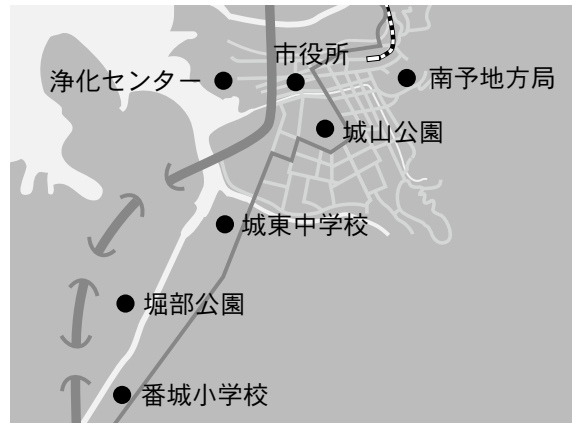 市役所
浄化センター
南予地方局
城山公園
城東中学校
堀部公園
番城小学校